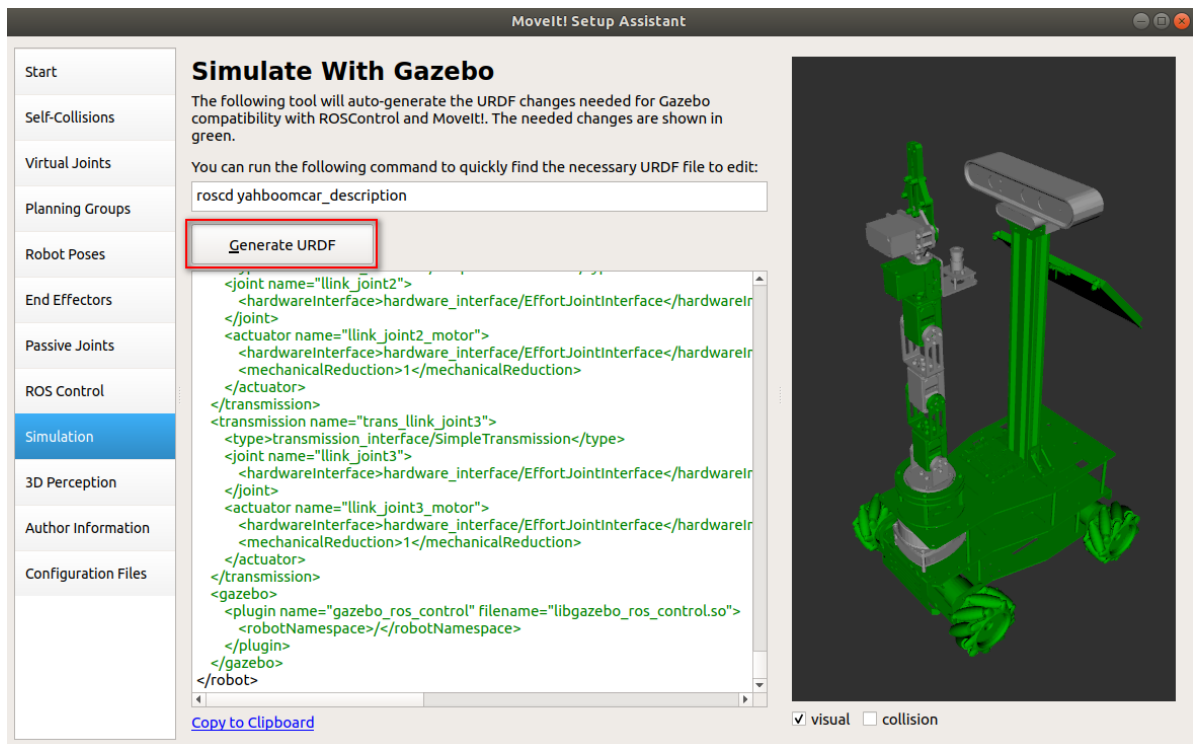 MoveIt! Setup Assistant
Start
Self-Collisions
Virtual Joints
Planning Groups
Robot Poses
End Effectors
Passive Joints
ROS Control
Simulation
3D Perception
Author Information
Configuration Files
Simulate With Gazebo
The following tool will auto-generate the URDF changes needed for Gazebo
compatibility with ROSControl and MoveIt!. The needed changes are shown in
green.
You can run the following command to quickly find the necessary URDF file to edit:
roscd yahboomcar_description
Generate URDF
<joint name="llink_joint2">
<hardwareInterface>hardware_interface/EffortJointInterface</hardwareIn
</joint>
<actuator name="llink_joint2_motor">
<hardwareInterface>hardware_interface/EffortJointInterface</hardwareIn
<mechanicalReduction>1</mechanicalReduction>
</actuator>
</transmission>
<transmission name="trans_llink_joint3">
<type>transmission_interface/SimpleTransmission</type>
<joint name="llink_joint3">
<hardwareInterface>hardware_interface/EffortJointInterface</hardwareIn
</joint>
<actuator name="llink_joint3_motor">
<hardwareInterface>hardware_interface/EffortJointInterface</hardwareIn
<mechanicalReduction>1</mechanicalReduction>
</actuator>
</transmission>
<gazebo>
<plugin name="gazebo_ros_control" filename="libgazebo_ros_control.so">
<robotNamespace>/</robotNamespace>
</plugin>
</gazebo>
</robot>
Copy to Clipboard
visual
collision